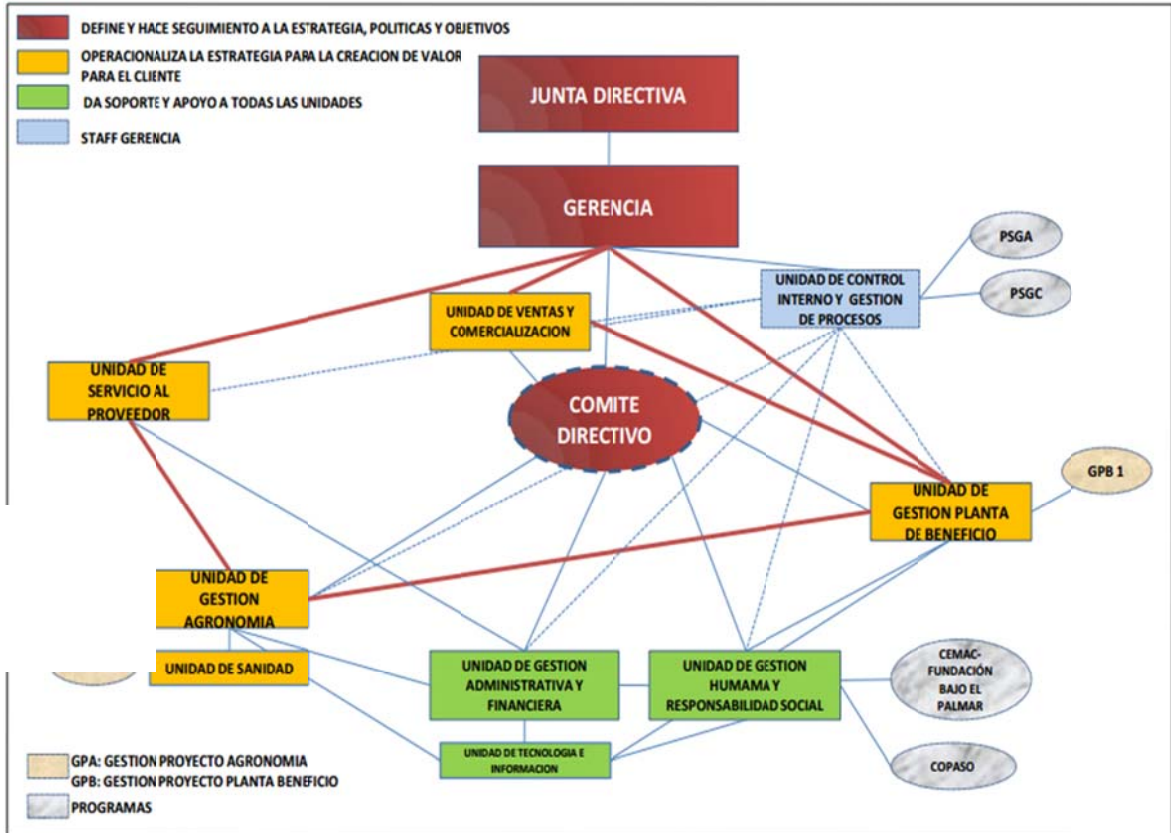 DEFINE Y HACE SEGUIMIENTO A LA ESTRATEGIA, POLITICAS Y OBJETIVOS
OPERACIONALIZA LA ESTRATEGIA PARA LA CREACION DE VALOR
PARA EL CLIENTE
DA SOPORTE Y APOYO A TODAS LAS UNIDADES
STAFF GERENCIA
JUNTA DIRECTIVA
GERENCIA
PSGA
PSGC
UNIDAD DE CONTROL
INTERNO Y GESTION
DE PROCESOS
UNIDAD DE VENTAS Y
COMERCIALIZACION
UNIDAD DE
SERVICIO AL
PROVEEDOR
COMITE
DIRECTIVO
GPB 1
UNIDAD DE
GESTION PLANTA
DE BENEFICIO
UNIDAD DE
GESTION
AGRONOMIA
UNIDAD DE SANIDAD
UNIDAD DE GESTION
ADMINISTRATIVA Y
FINANCIERA
UNIDAD DE GESTION
HUMAMA Y
RESPONSABILIDAD SOCIAL
CEMAC-
FUNDACIÓN
BAJO EL
PALMAR
UNIDAD DE TECNOLOGIA E
INFORMACION
COPASO
GPA: GESTION PROYECTO AGRONOMIA
GPB: GESTION PROYECTO PLANTA BENEFICIO
PROGRAMAS